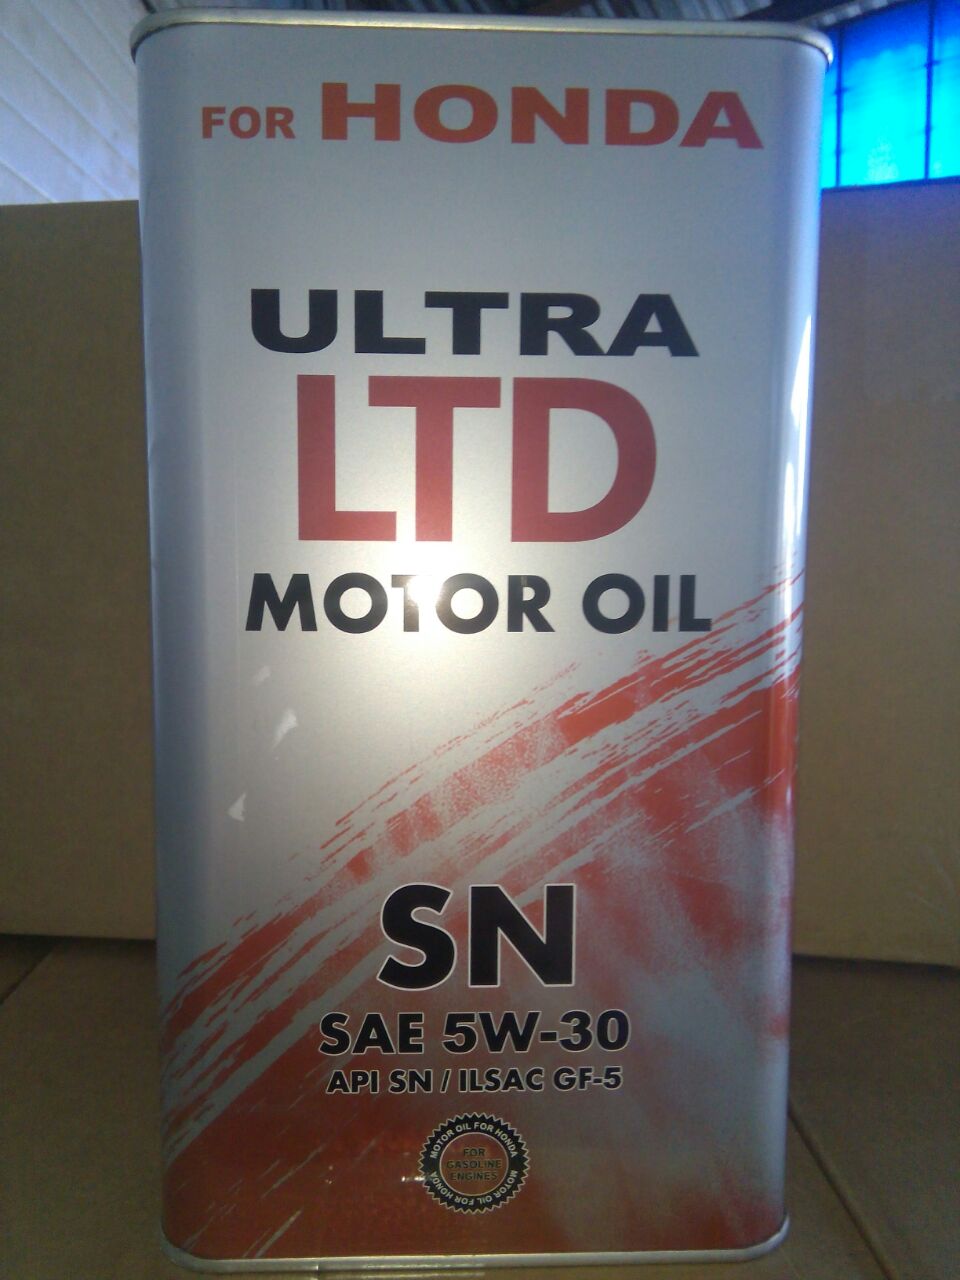 FOR HONDA
ULTRA
LTD
MOTOR OIL
SN
SAE 5W-30
API SN / ILSAC GF-5
MOTOR OIL FOR HONDA
FOR
GASOLINE
ENGINES
MOTOR OIL FOR HONDA